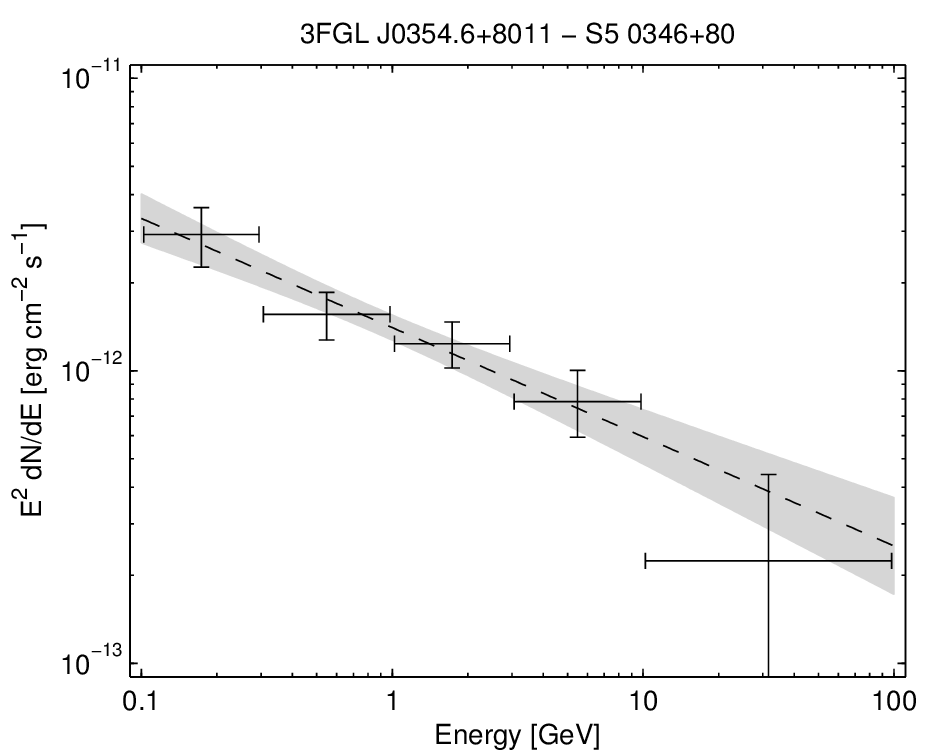 3FGL J0354.6+8011 − S5 0346+80
E² dN/dE [erg cm⁻² s⁻¹]
10⁻¹¹
10⁻¹²
10⁻¹³
0.1 1 10 100
Energy [GeV]